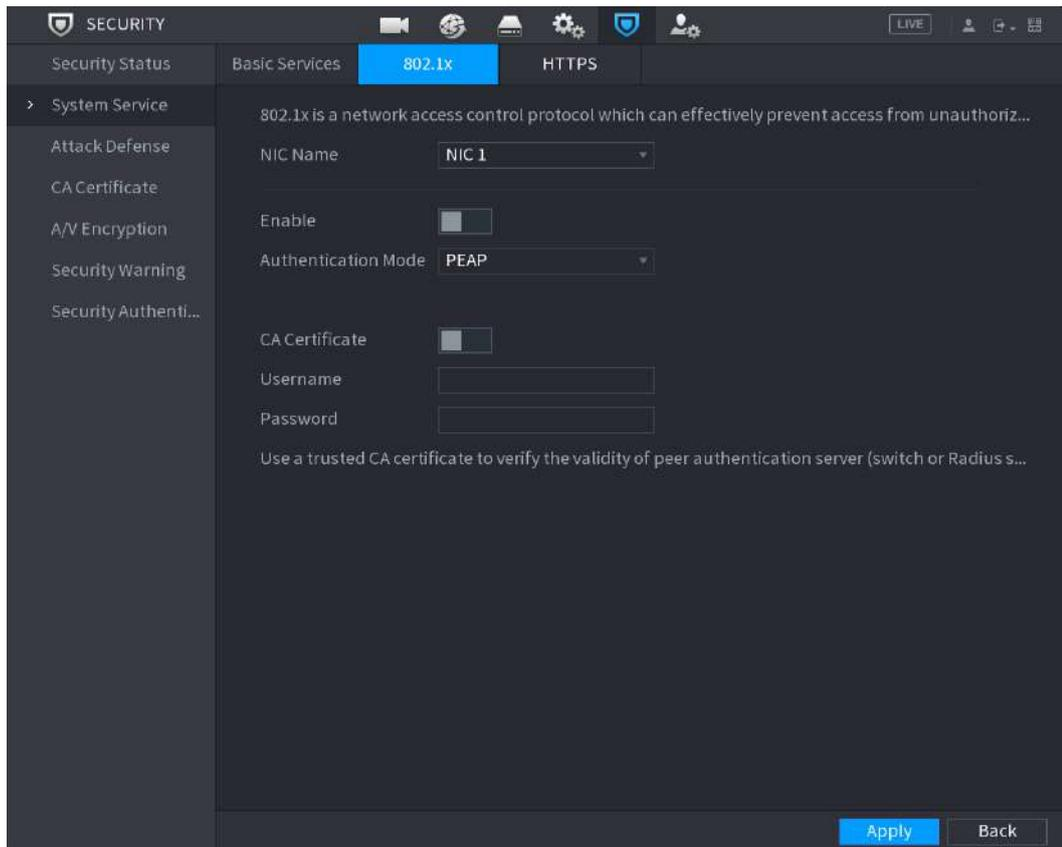 SECURITY
LIVE
Security Status
System Service
Attack Defense
CA Certificate
A/V Encryption
Security Warning
Security Authenti...
Basic Services
802.1x
HTTPS
802.1x is a network access control protocol which can effectively prevent access from unauthoriz...
NIC Name
NIC 1
Enable
Authentication Mode
PEAP
CA Certificate
Username
Password
Use a trusted CA certificate to verify the validity of peer authentication server (switch or Radius s...
Apply
Back